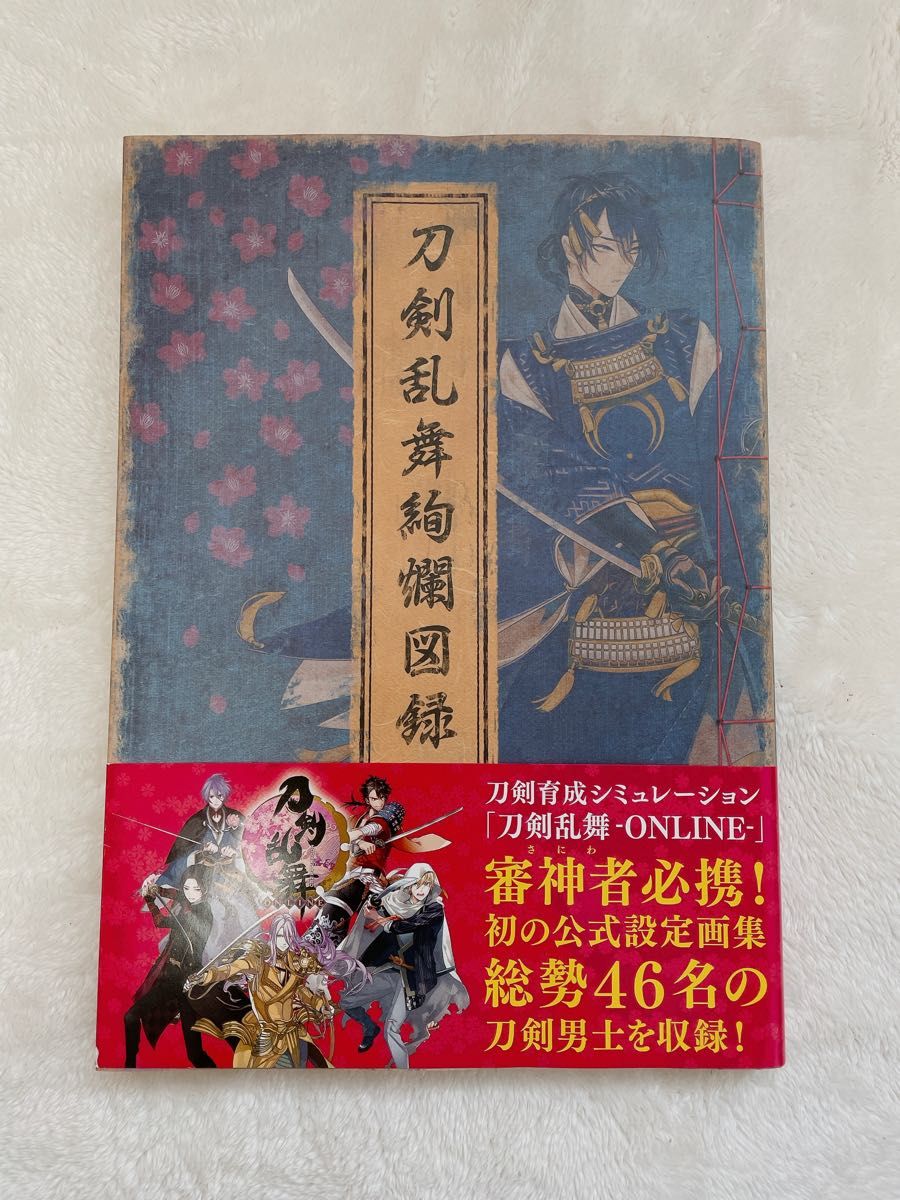 刀剣乱舞絢爛図録
刀剣乱舞
ONLINE
刀剣育成シミュレーション
「刀剣乱舞-ONLINE-」
さにわ
審神者必携!
初の公式設定画集
総勢46名の
刀剣男士を収録!